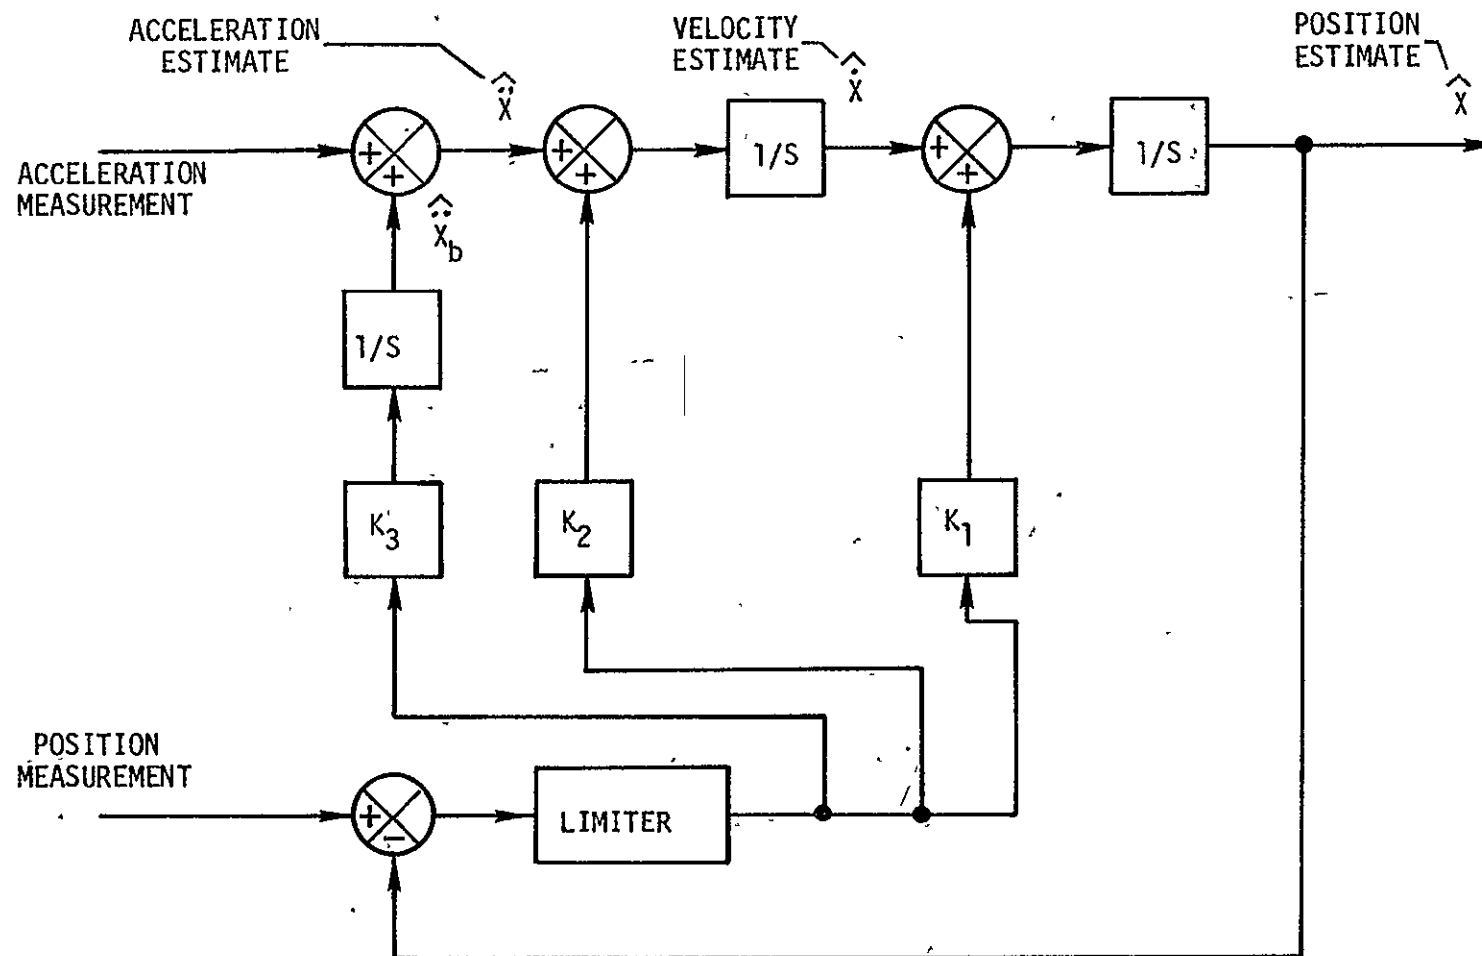 ACCELERATION
ESTIMATE
VELOCITY
ESTIMATE
POSITION
ESTIMATE
X̂̈
X̂̇
X̂
ACCELERATION
MEASUREMENT
+
+
+
+
1/S
+
+
1/S
X̂̈b
1/S
K3
K2
K1
POSITION
MEASUREMENT
+
−
LIMITER